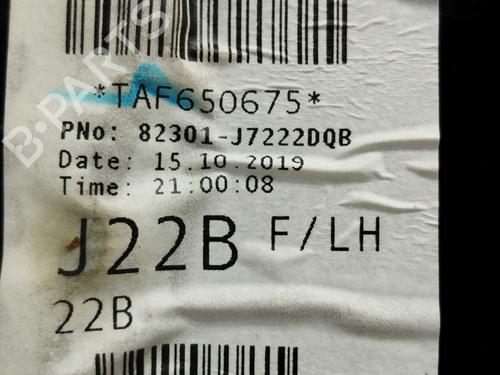 *TAF650675*
PNo: 82301-J7222DQB
Date: 15.10.2019
Time: 21:00:08
J22B F/LH
22B
B-PARTS